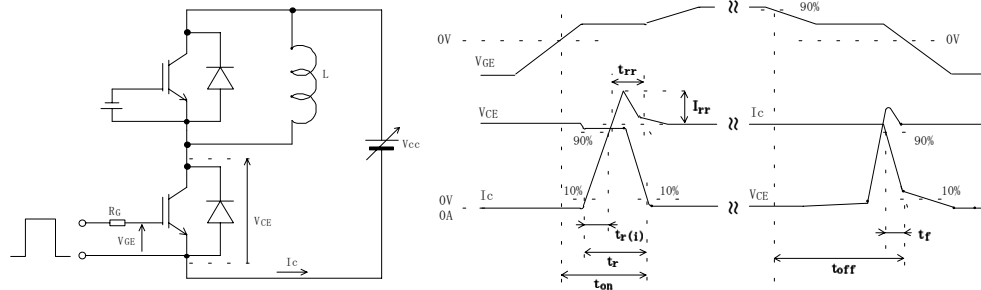 L
Vcc
RG
VGE
VCE
Ic
0V
90%
0V
VGE
trr
Irr
VCE
Ic
90%
90%
Ic
10%
10%
VCE
10%
0V
0A
tr(i)
tf
tr
toff
ton